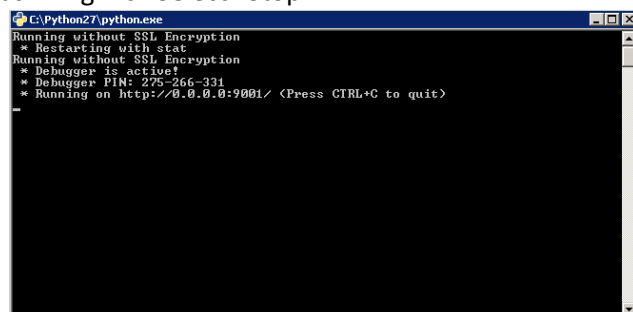 C:\Python27\python.exe
Running without SSL Encryption
* Restarting with stat
Running without SSL Encryption
* Debugger is active!
* Debugger PIN: 275-266-331
* Running on http://0.0.0.0:9001/ (Press CTRL+C to quit)